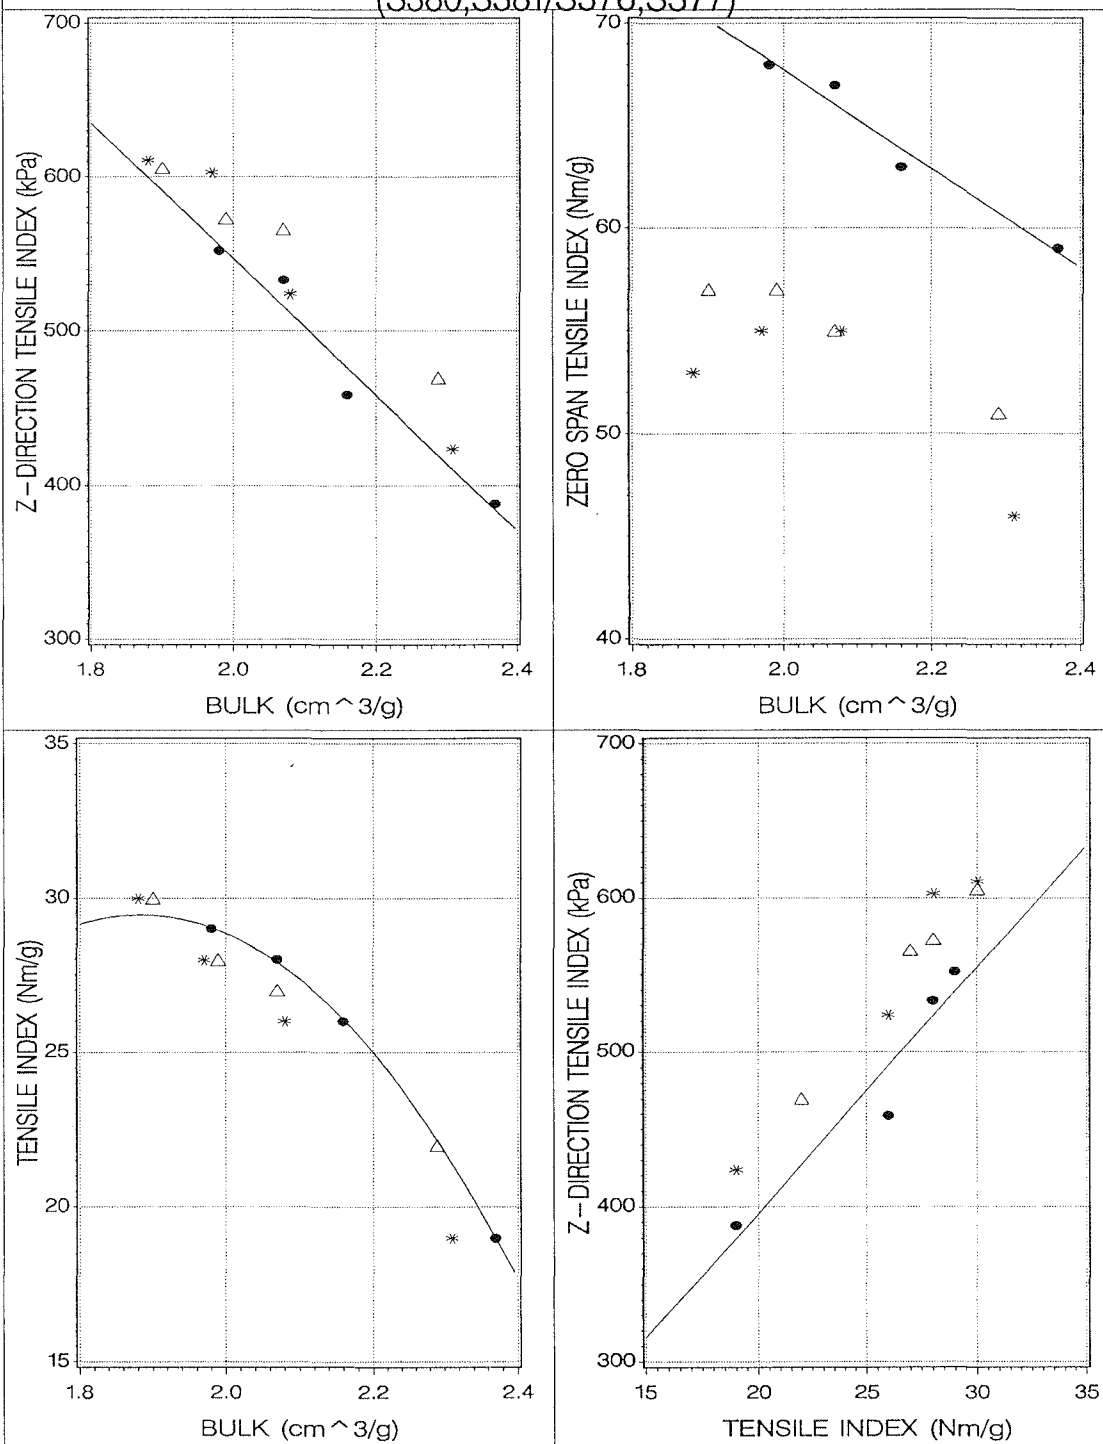 (3380,3381/3376,3377)
700
600
500
400
300
Z-DIRECTION TENSILE INDEX (kPa)
1.8 2.0 2.2 2.4
BULK (cm^3/g)
70
60
50
40
ZERO SPAN TENSILE INDEX (Nm/g)
1.8 2.0 2.2 2.4
BULK (cm^3/g)
35
30
25
20
15
TENSILE INDEX (Nm/g)
1.8 2.0 2.2 2.4
BULK (cm^3/g)
700
600
500
400
300
Z-DIRECTION TENSILE INDEX (kPa)
15 20 25 30 35
TENSILE INDEX (Nm/g)